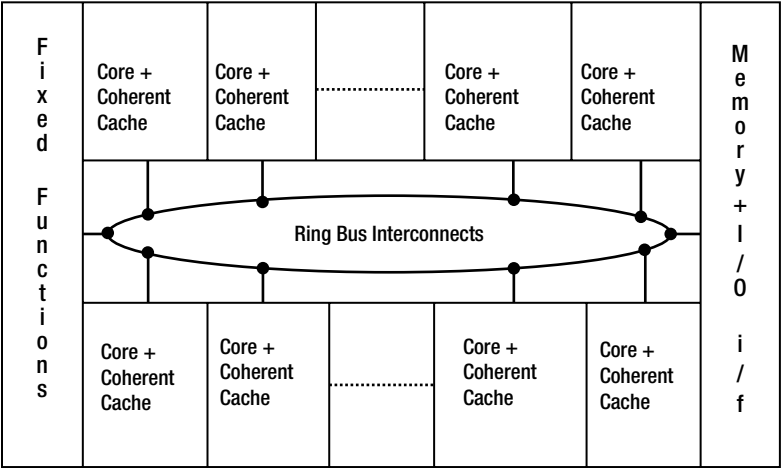 Fixed Functions
Core +
Coherent
Cache
Core +
Coherent
Cache
Core +
Coherent
Cache
Core +
Coherent
Cache
Memory+I/O i/f
Ring Bus Interconnects
Core +
Coherent
Cache
Core +
Coherent
Cache
Core +
Coherent
Cache
Core +
Coherent
Cache